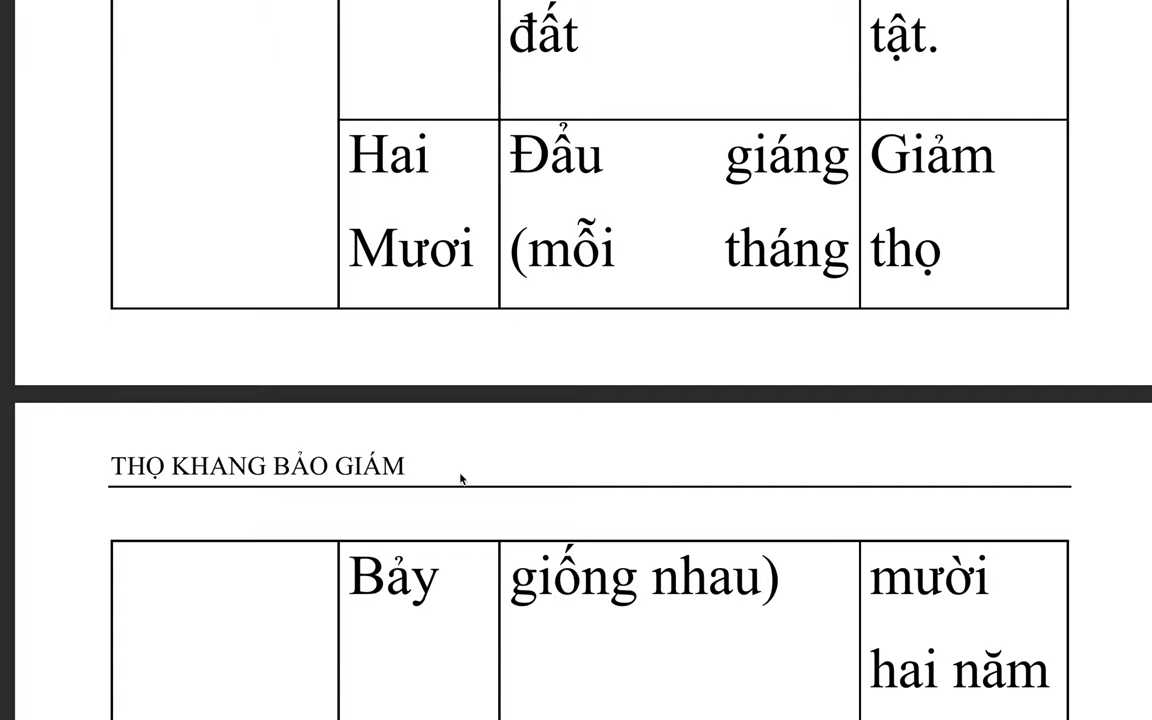 đất tật.
Hai Đẩu giáng Giảm
Mươi (mỗi tháng thọ
THỌ KHANG BẢO GIÁM
Bảy giống nhau) mười
hai năm